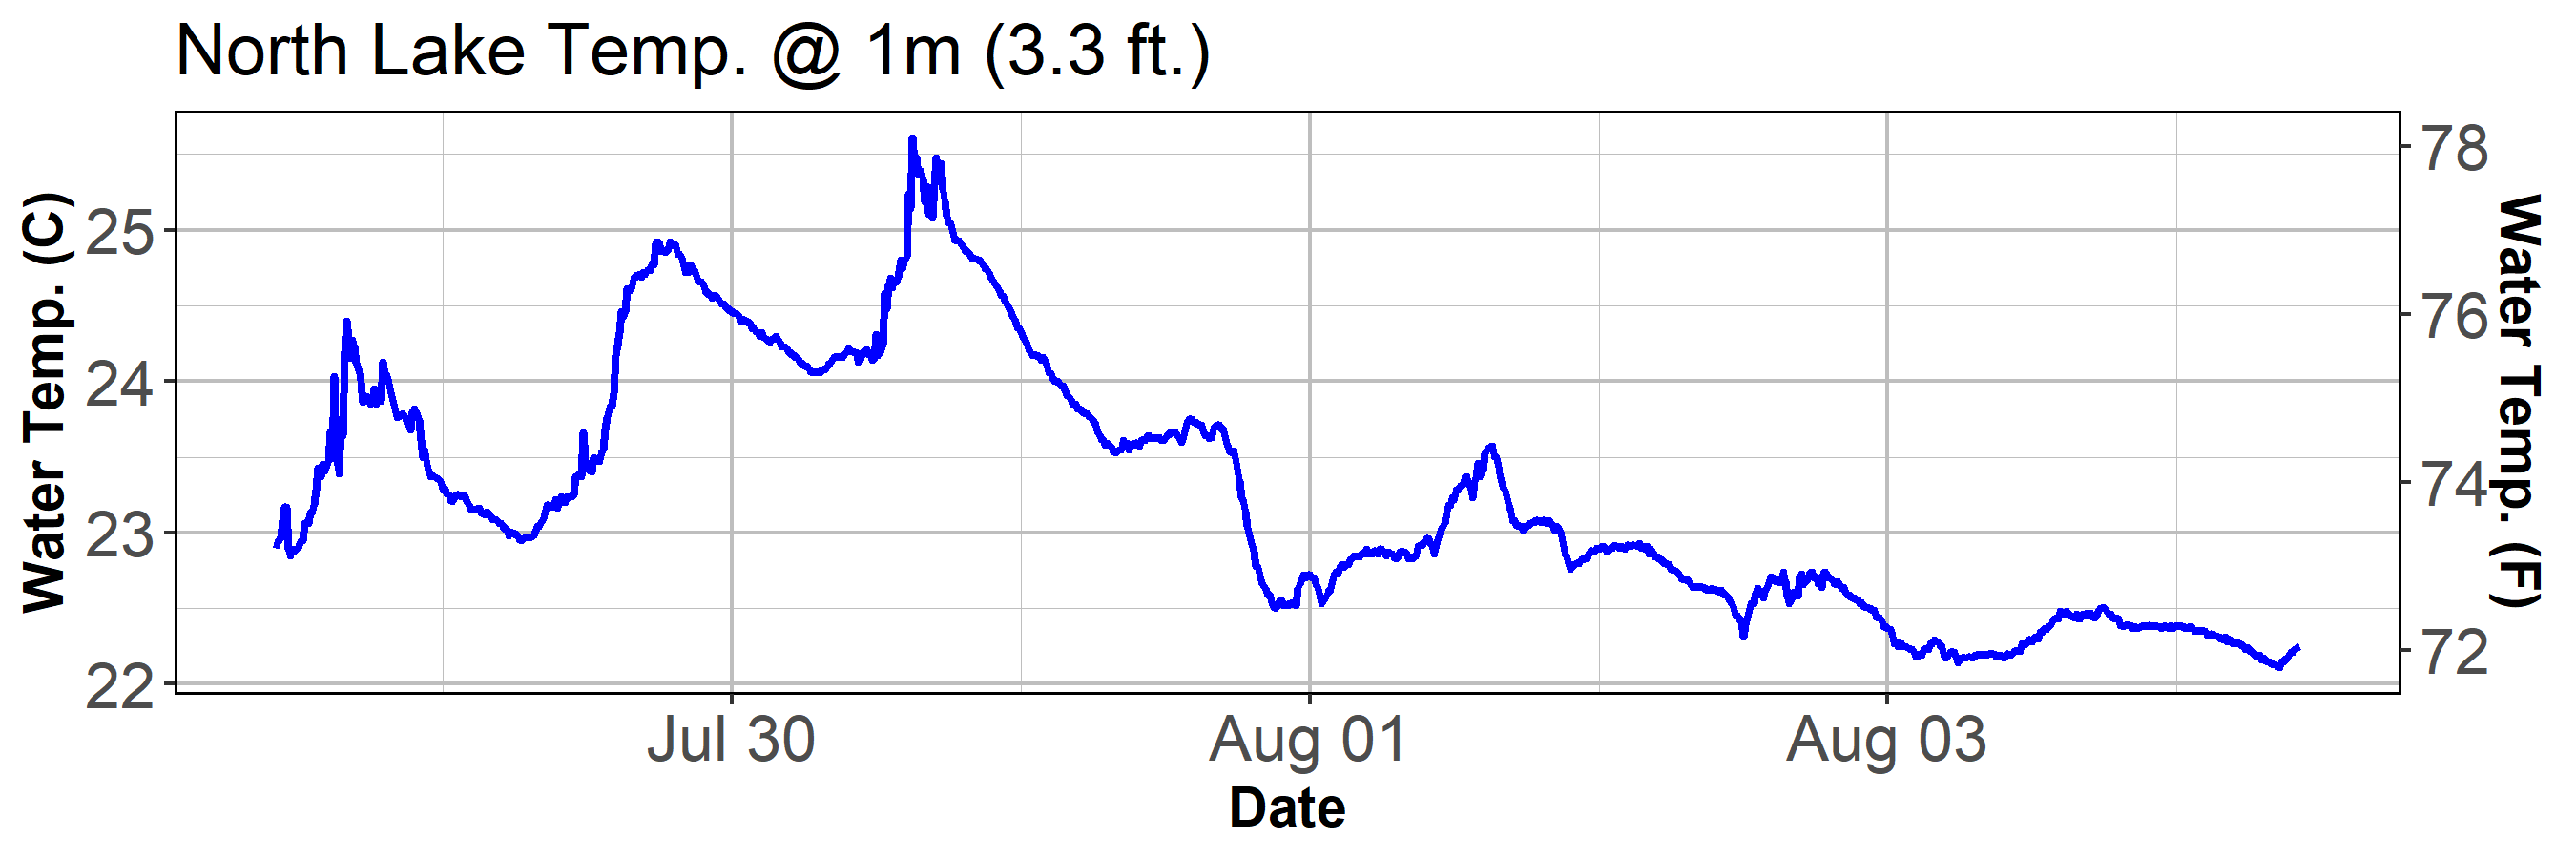 North Lake Temp. @ 1m (3.3 ft.)
Water Temp. (C)
25
24
23
22
78
76
74
72
Water Temp. (F)
Jul 30
Aug 01
Aug 03
Date